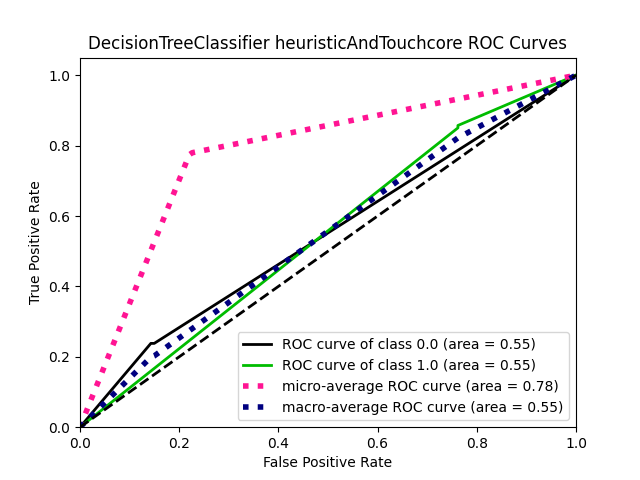 DecisionTreeClassifier heuristicAndTouchcore ROC Curves
True Positive Rate
1.0
0.8
0.6
0.4
0.2
0.0
ROC curve of class 0.0 (area = 0.55)
ROC curve of class 1.0 (area = 0.55)
micro-average ROC curve (area = 0.78)
macro-average ROC curve (area = 0.55)
0.0 0.2 0.4 0.6 0.8 1.0
False Positive Rate